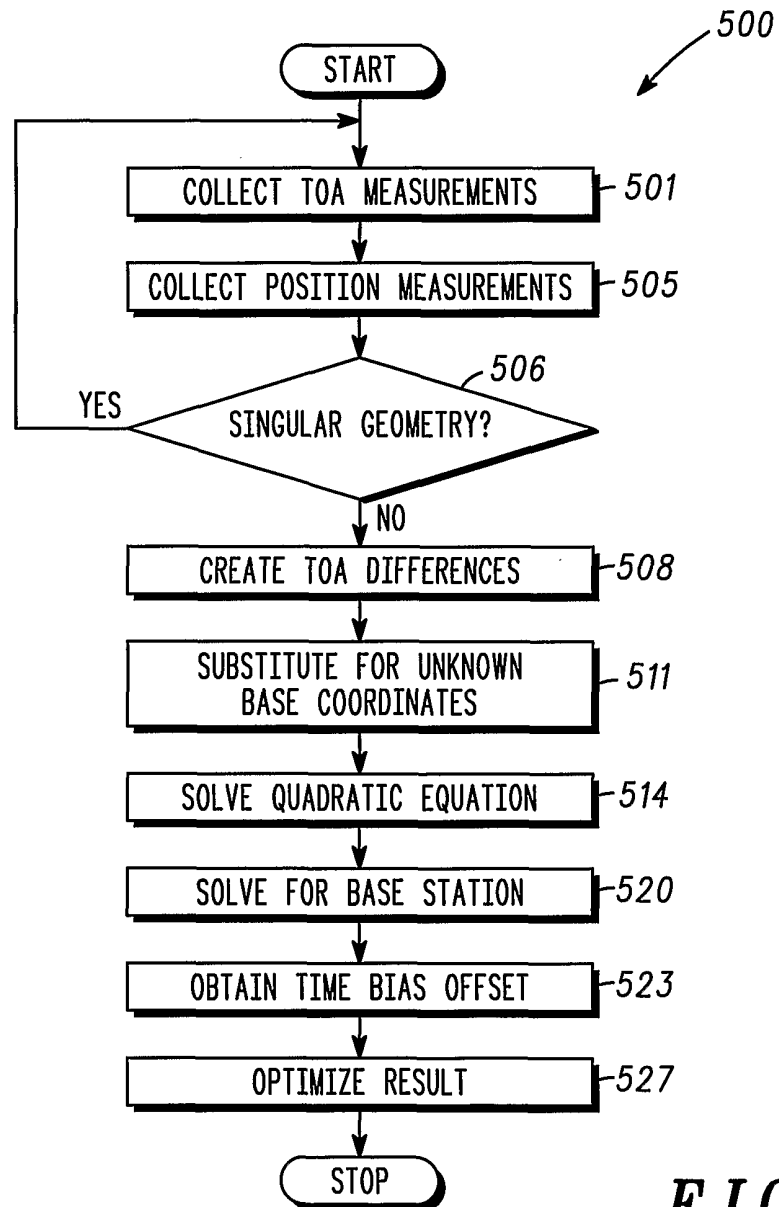 500
START
COLLECT TOA MEASUREMENTS
501
COLLECT POSITION MEASUREMENTS
505
506
YES
SINGULAR GEOMETRY?
NO
CREATE TOA DIFFERENCES
508
SUBSTITUTE FOR UNKNOWN
BASE COORDINATES
511
SOLVE QUADRATIC EQUATION
514
SOLVE FOR BASE STATION
520
OBTAIN TIME BIAS OFFSET
523
OPTIMIZE RESULT
527
STOP